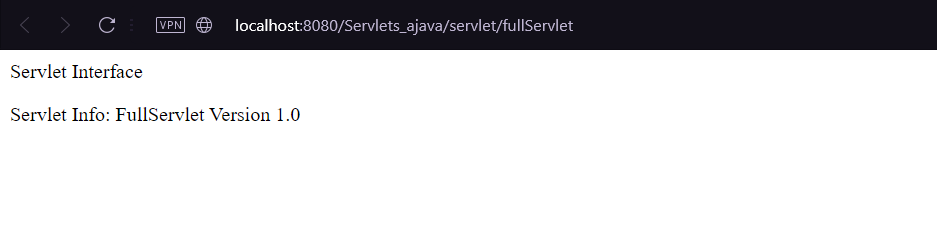 VPN localhost:8080/Servlets_ajava/servlet/fullServlet
Servlet Interface
Servlet Info: FullServlet Version 1.0